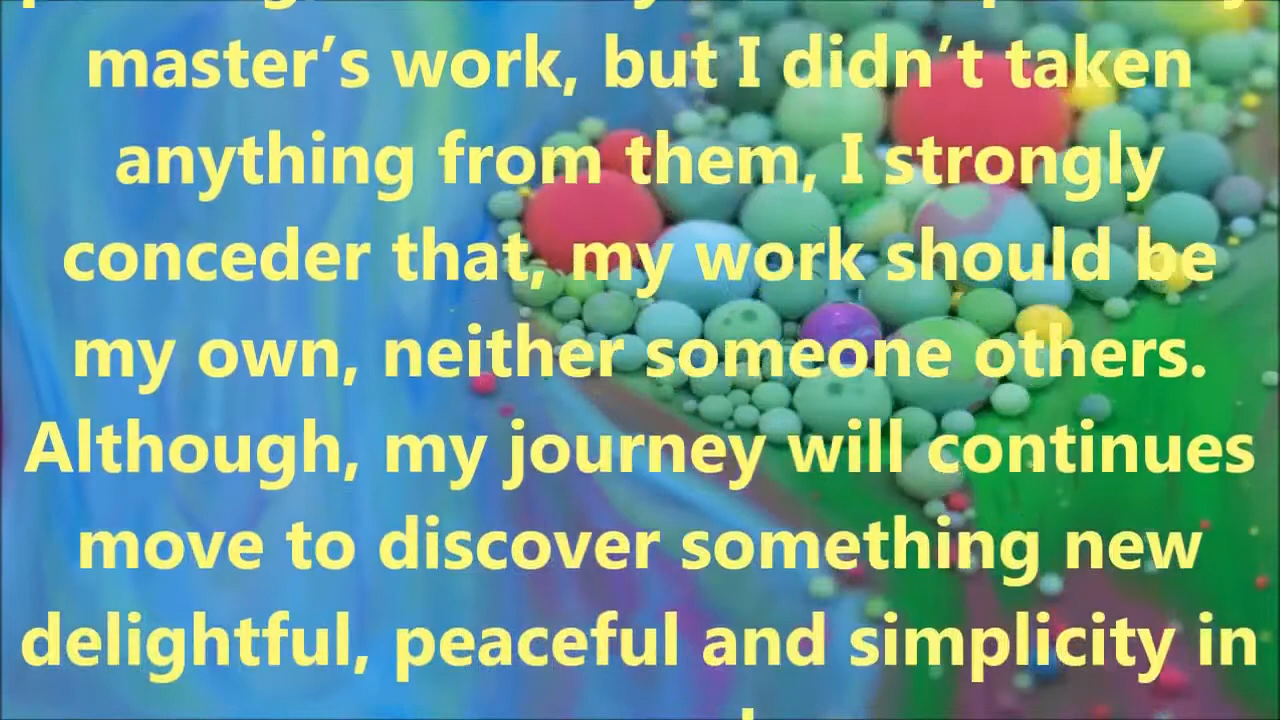 master’s work, but I didn’t taken
anything from them, I strongly
conceder that, my work should be
my own, neither someone others.
Although, my journey will continues
move to discover something new
delightful, peaceful and simplicity in